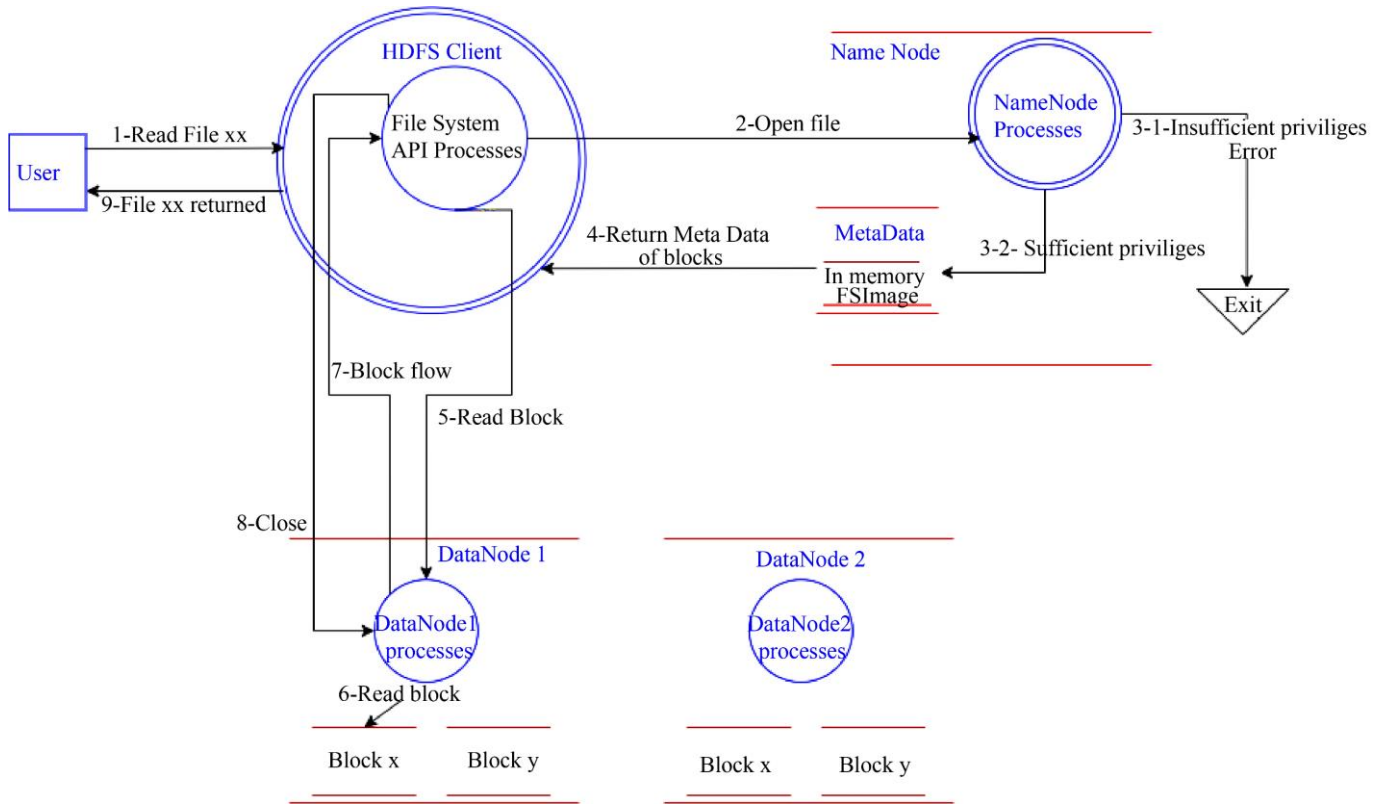 HDFS Client
Name Node
File System
API Processes
NameNode
Processes
1-Read File xx
2-Open file
3-1-Insufficient priviliges
Error
User
9-File xx returned
4-Return Meta Data
of blocks
MetaData
3-2- Sufficient priviliges
In memory
FSImage
Exit
7-Block flow
5-Read Block
8-Close
DataNode 1
DataNode 2
DataNode1
processes
DataNode2
processes
6-Read block
Block x
Block y
Block x
Block y